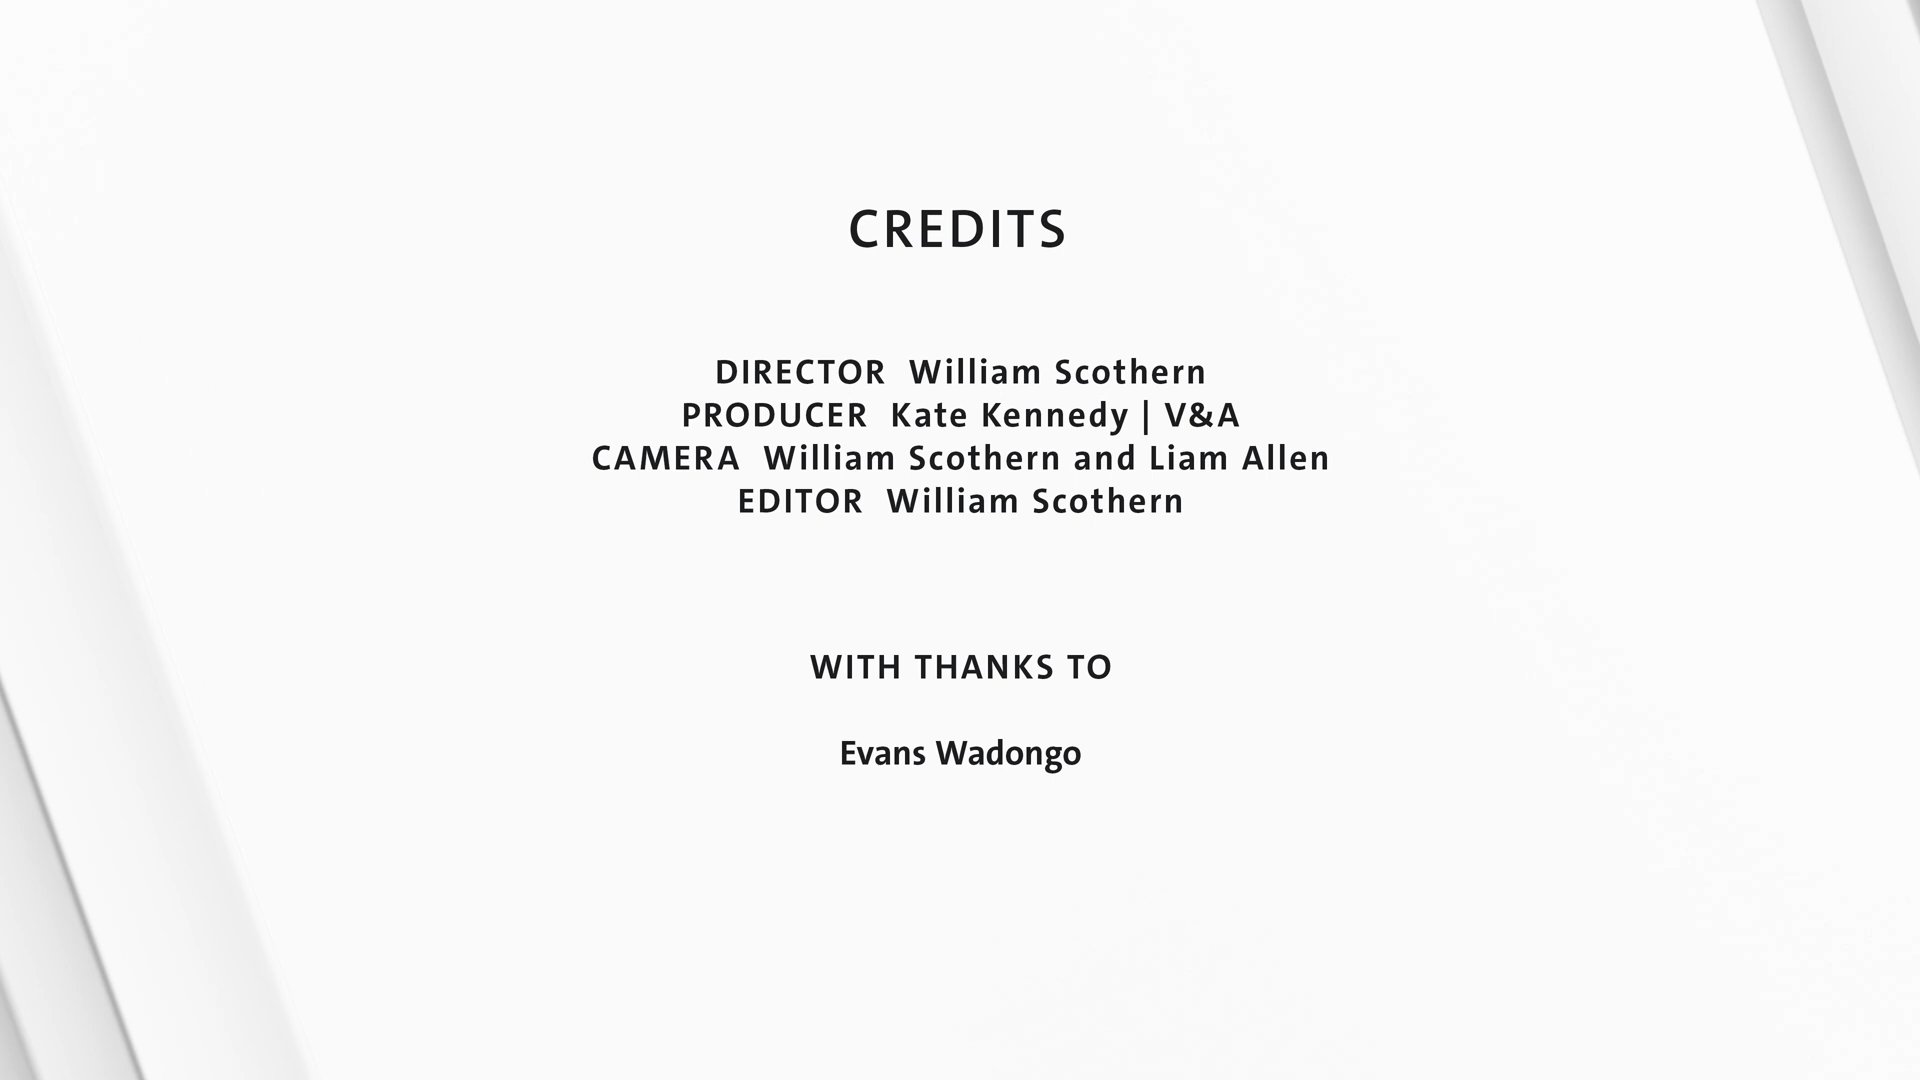 CREDITS
DIRECTOR William Scothern
PRODUCER Kate Kennedy | V&A
CAMERA William Scothern and Liam Allen
EDITOR William Scothern
WITH THANKS TO
Evans Wadongo